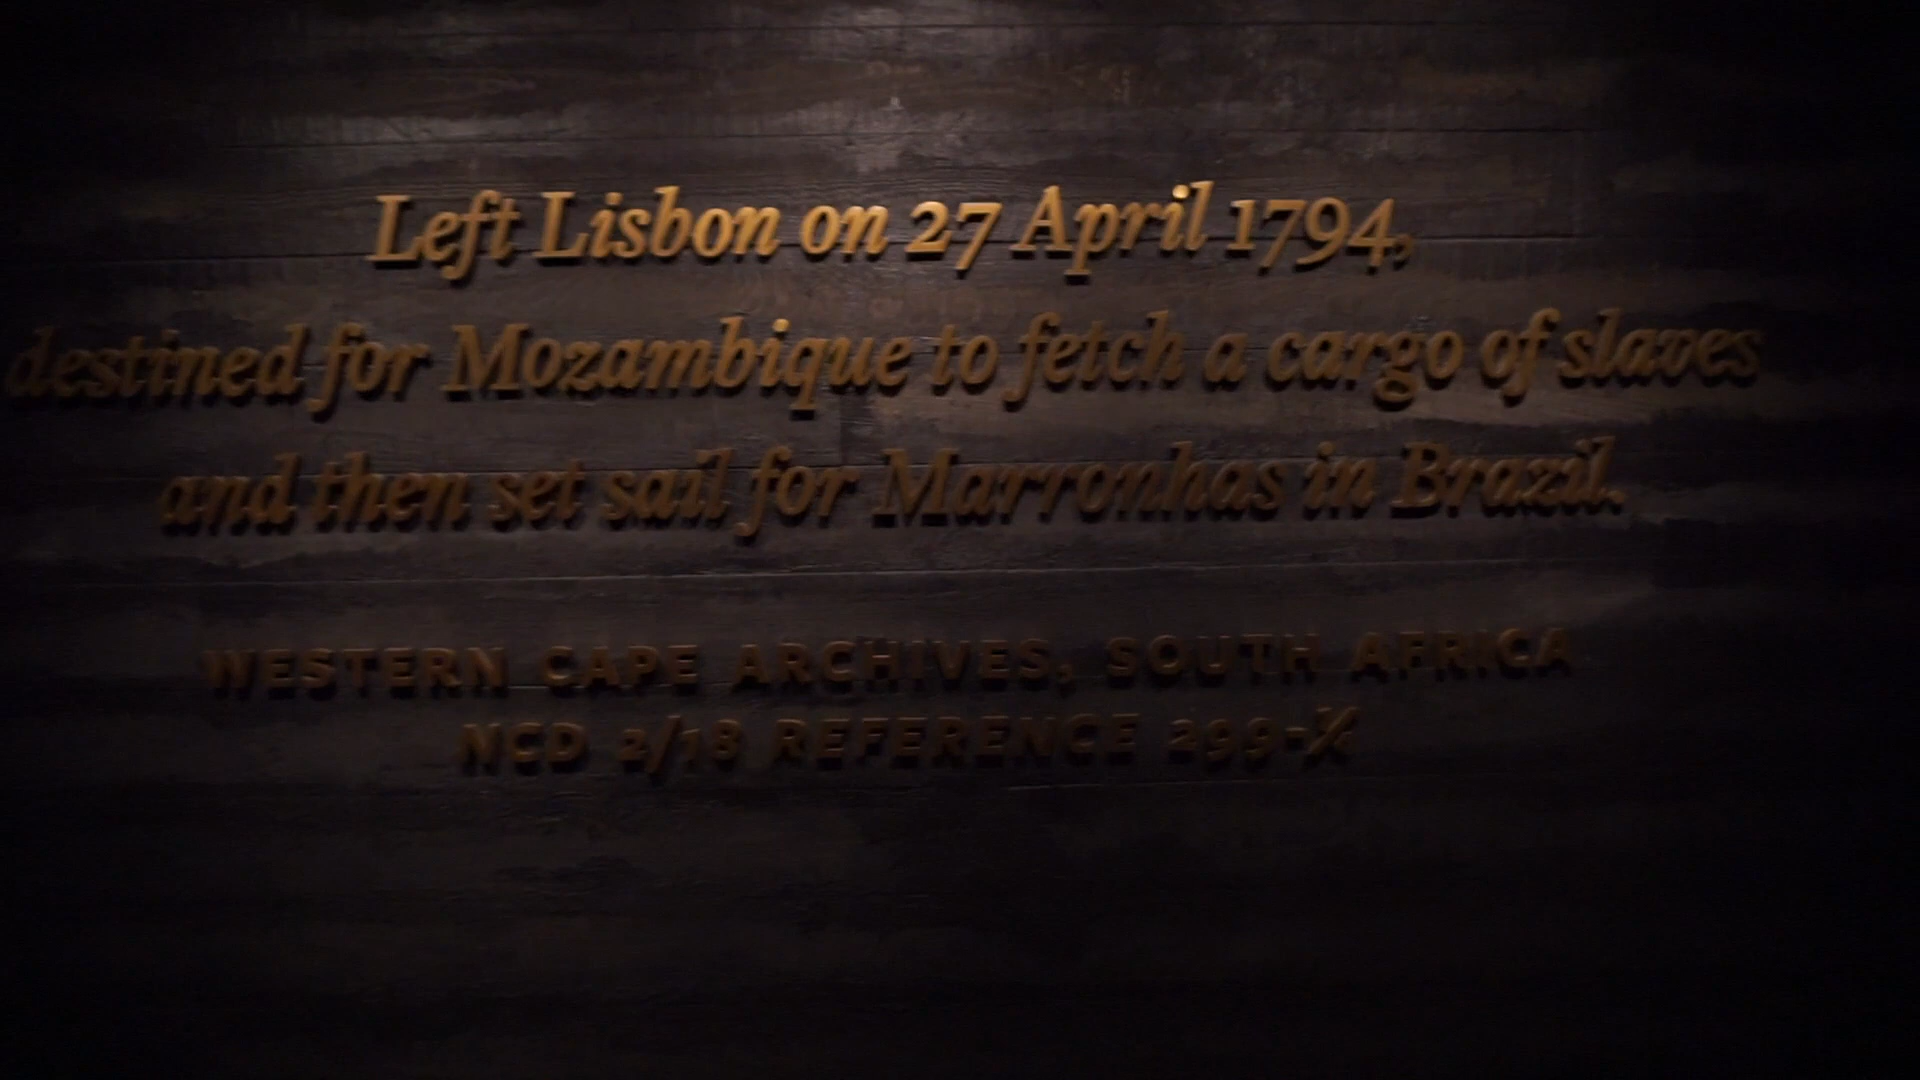 Left Lisbon on 27 April 1794,
destined for Mozambique to fetch a cargo of slaves
and then set sail for Marronhas in Brazil.
WESTERN CAPE ARCHIVES, SOUTH AFRICA
NCD 2/18 REFERENCE